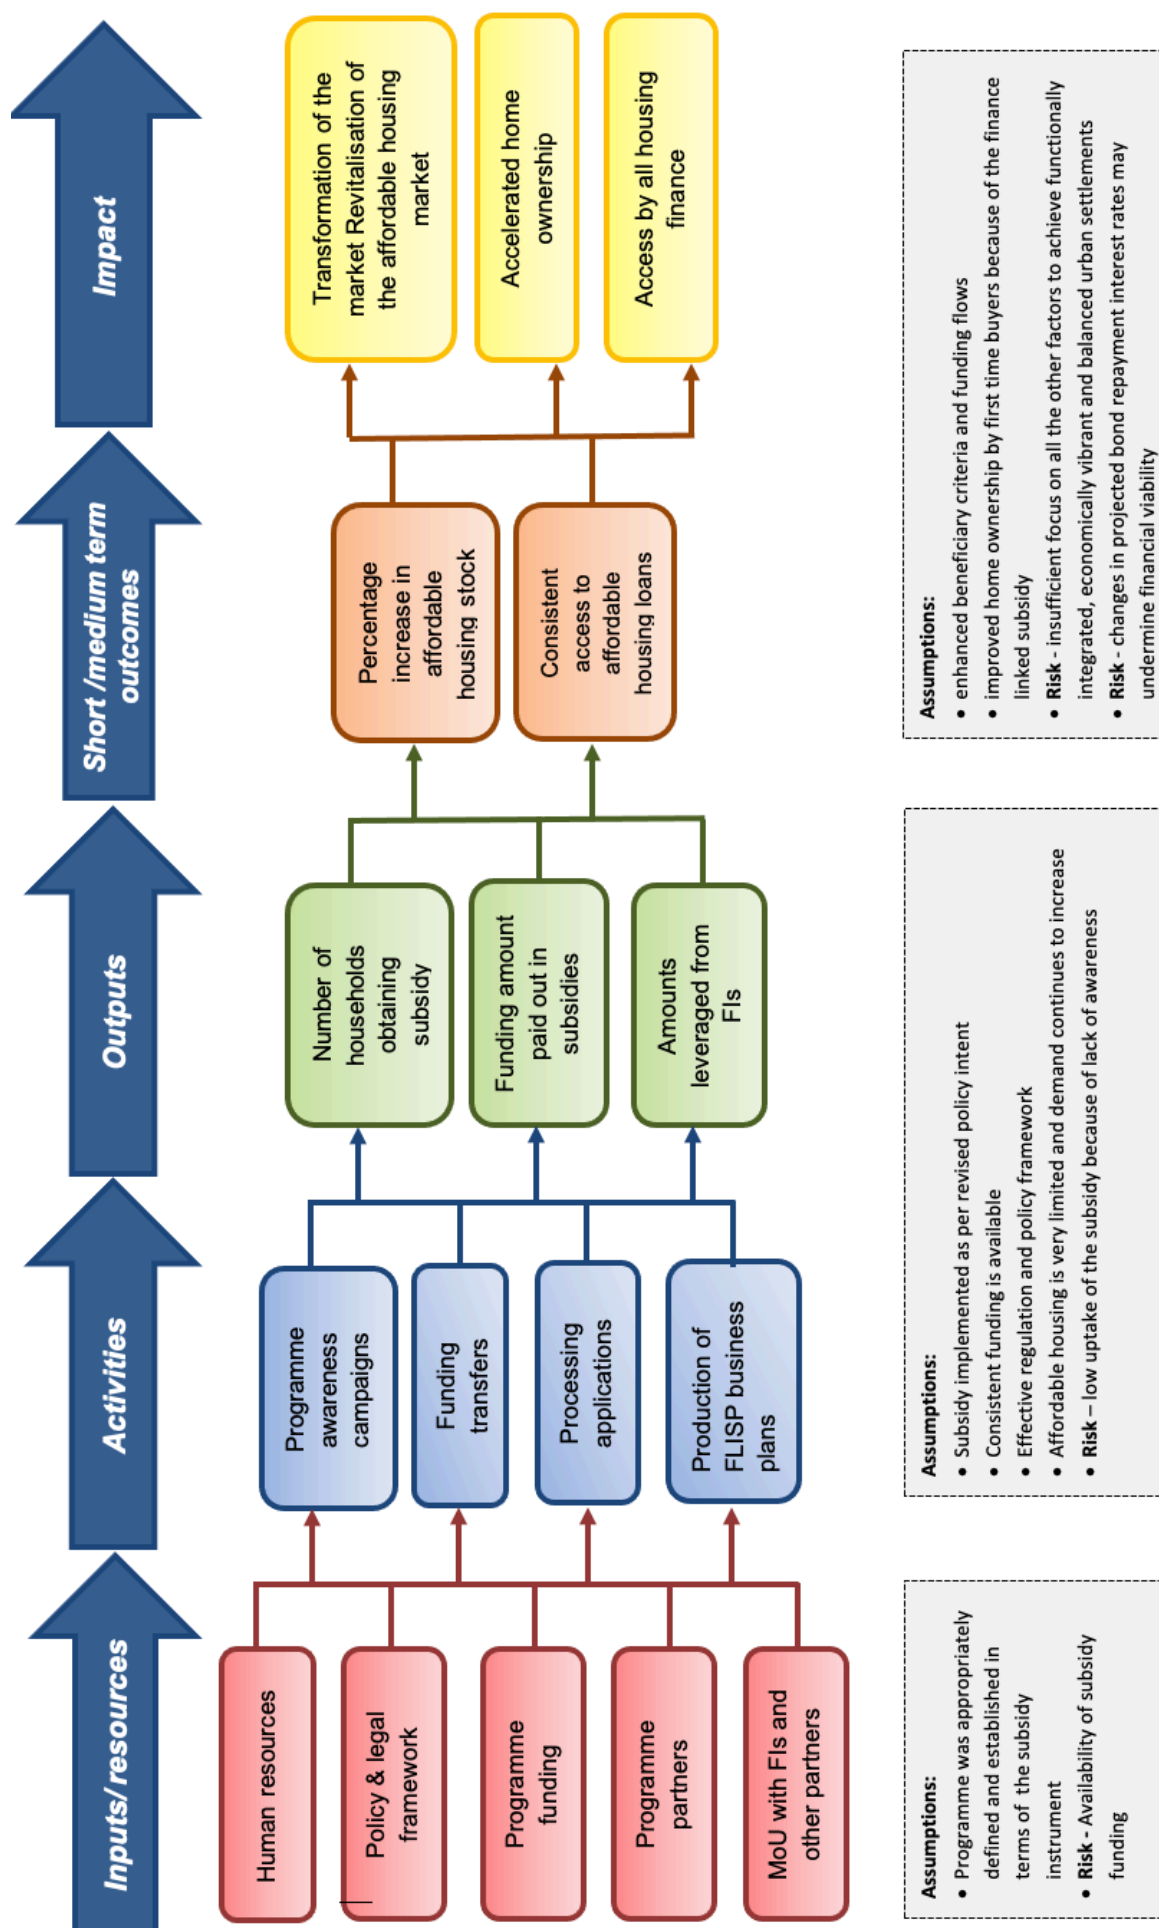 Inputs/ resources
Activities
Outputs
Short /medium term
outcomes
Impact
Human resources
Policy & legal
framework
Programme
funding
Programme
partners
MoU with FIs and
other partners
Programme
awareness
campaigns
Funding
transfers
Processing
applications
Production of
FLISP business
plans
Number of
households
obtaining
subsidy
Funding amount
paid out in
subsidies
Amounts
leveraged from
FIs
Percentage
increase in
affordable
housing stock
Consistent
access to
affordable
housing loans
Transformation of the
market Revitalisation of
the affordable housing
market
Accelerated home
ownership
Access by all housing
finance
Assumptions:
• Programme was appropriately
defined and established in
terms of the subsidy
instrument
• Risk - Availability of subsidy
funding
Assumptions:
• Subsidy implemented as per revised policy intent
• Consistent funding is available
• Effective regulation and policy framework
• Affordable housing is very limited and demand continues to increase
• Risk – low uptake of the subsidy because of lack of awareness
Assumptions:
• enhanced beneficiary criteria and funding flows
• improved home ownership by first time buyers because of the finance
linked subsidy
• Risk - insufficient focus on all the other factors to achieve functionally
integrated, economically vibrant and balanced urban settlements
• Risk - changes in projected bond repayment interest rates may
undermine financial viability